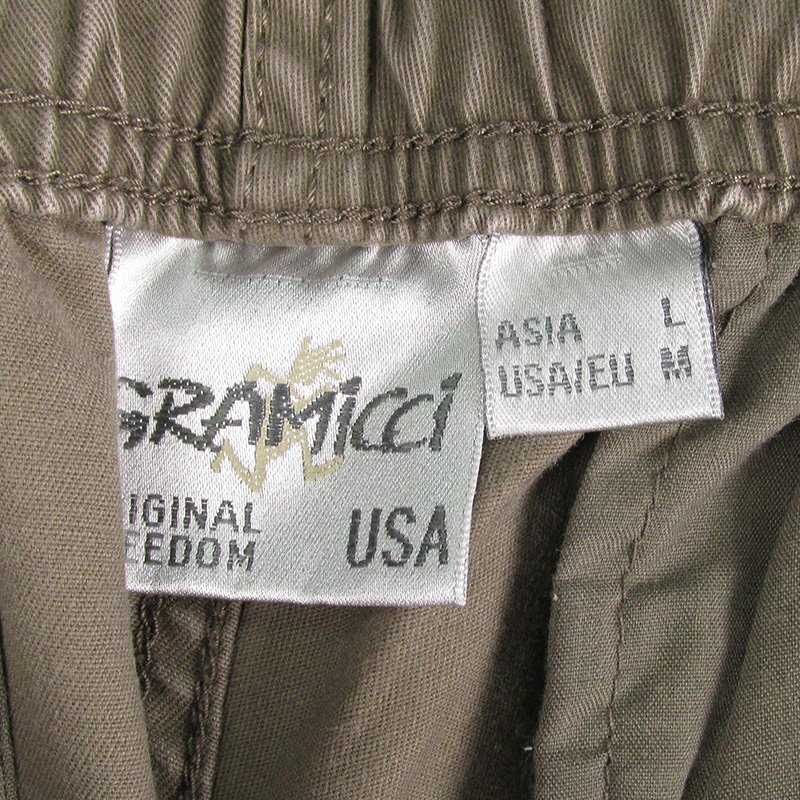 GRAMiCCi
IGINAL
EEDOM
USA
ASIA L
USA/EU M